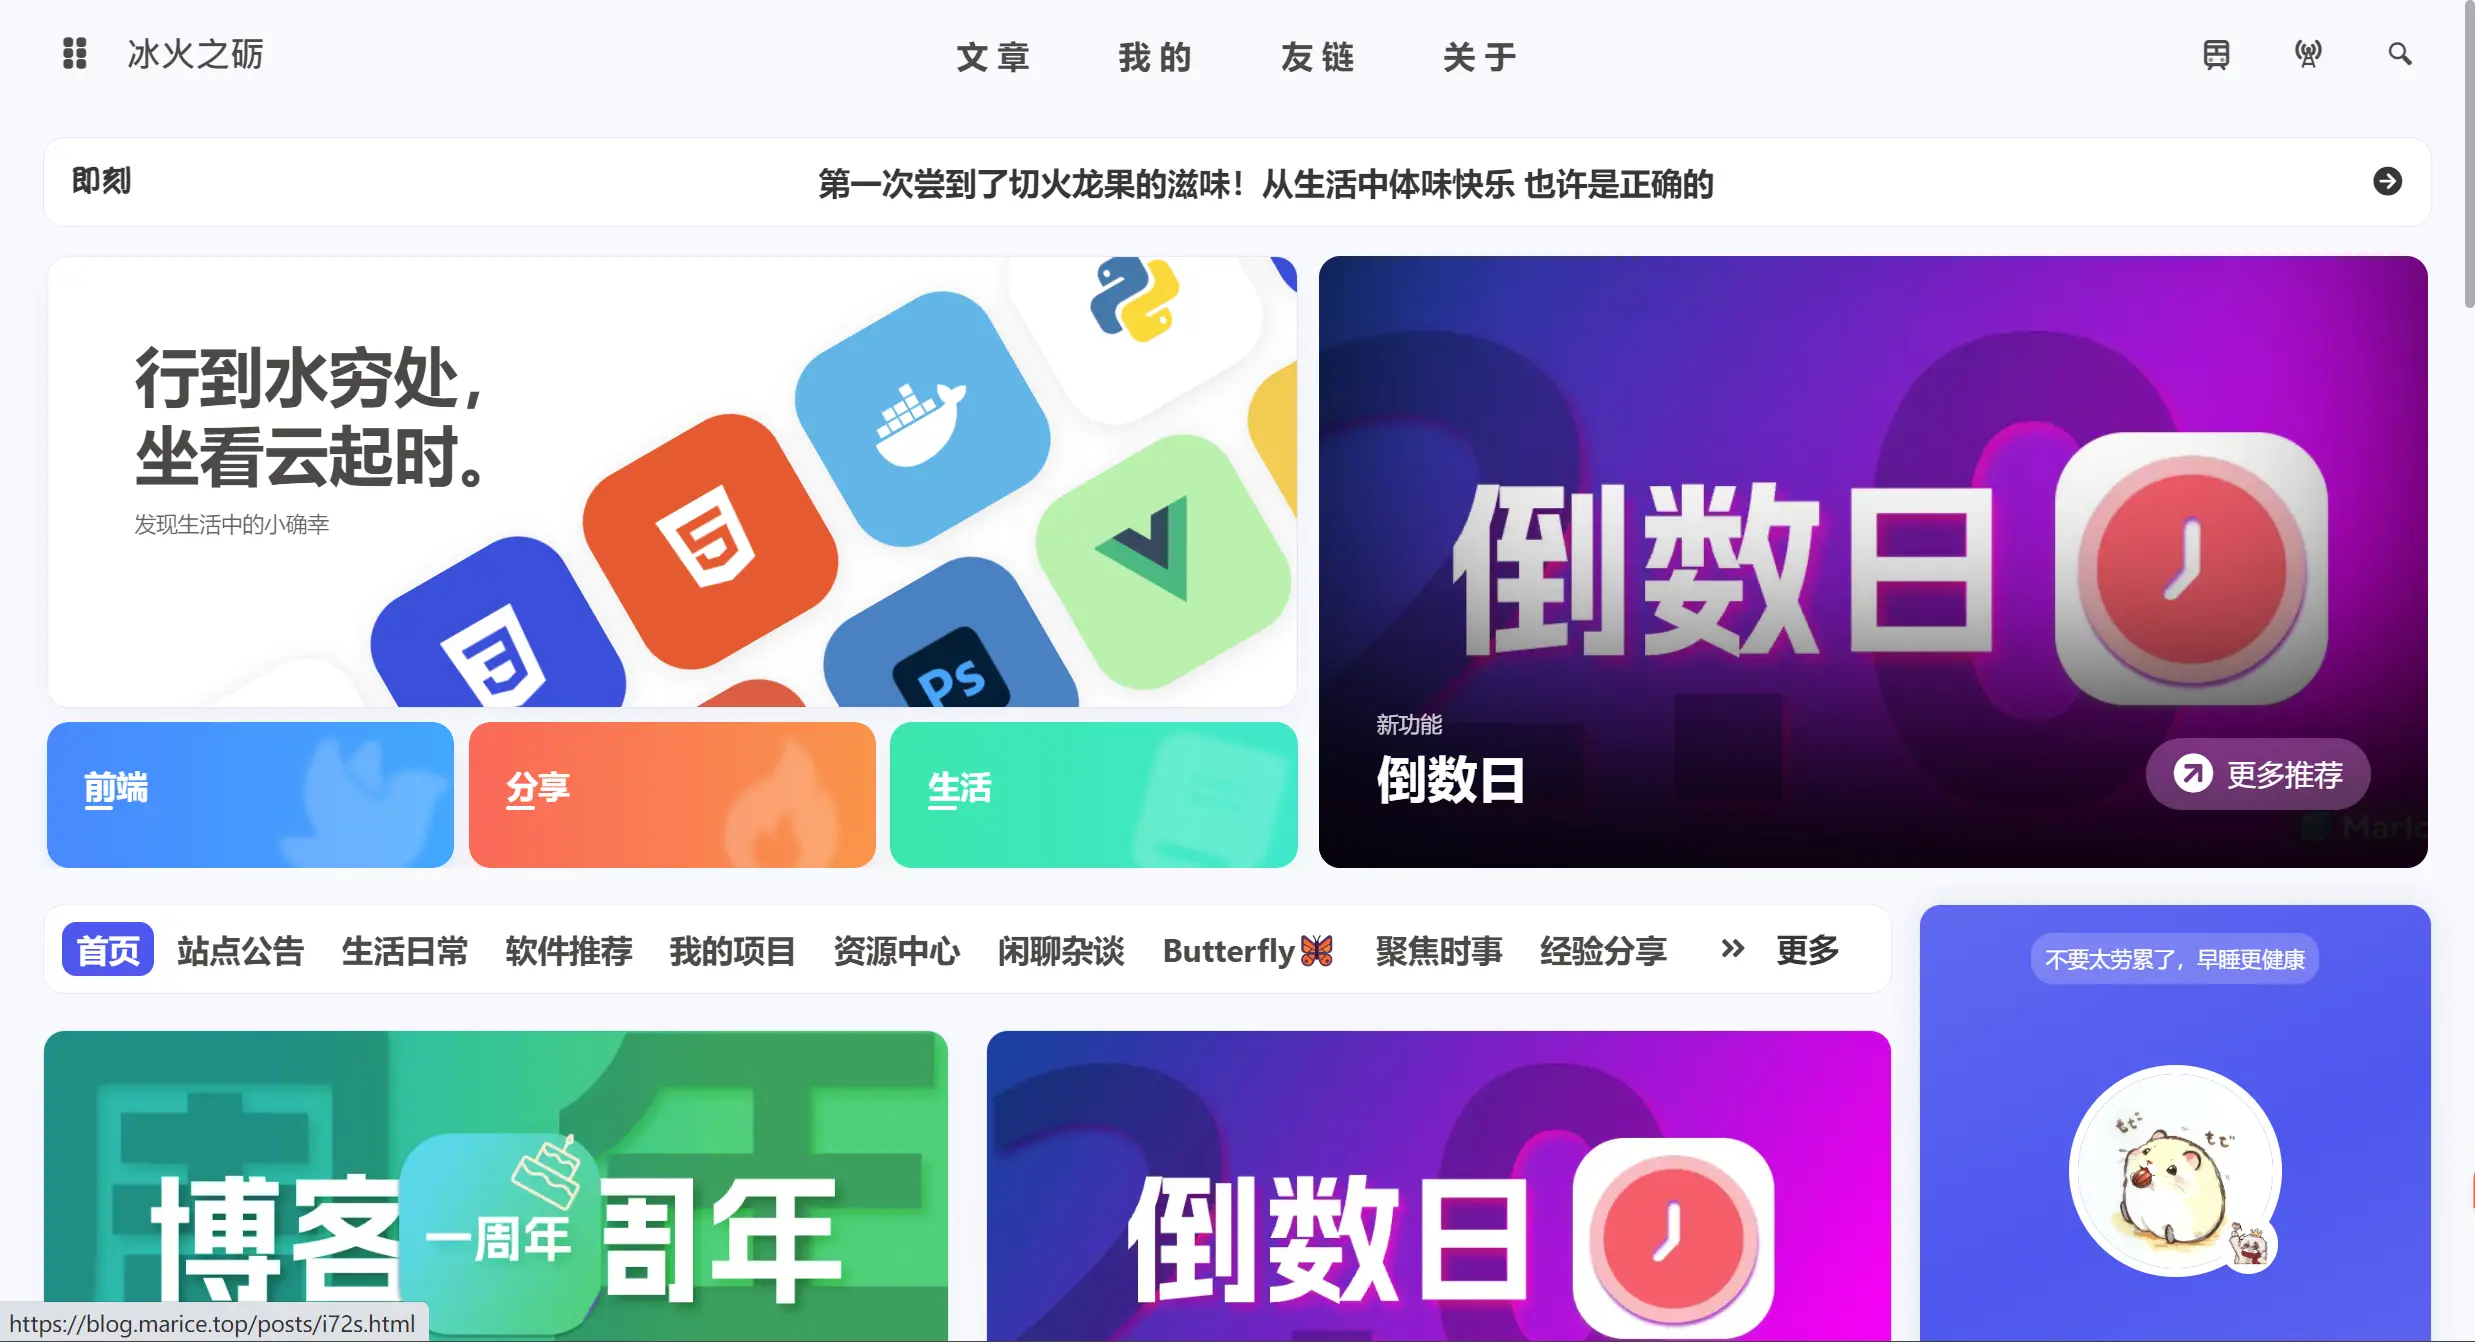 冰火之砺
文章 我的 友链 关于
即刻
第一次尝到了切火龙果的滋味！从生活中体味快乐 也许是正确的
行到水穷处，
坐看云起时。
发现生活中的小确幸
Ps
前端
分享
生活
2.0
倒数日
新功能
倒数日
更多推荐
首页 站点公告 生活日常 软件推荐 我的项目 资源中心 闲聊杂谈 Butterfly🦋 聚焦时事 经验分享 更多
不要太劳累了，早睡更健康
博客 一周年 周年
倒数日
もぐ
もぐ
https://blog.marice.top/posts/i72s.html